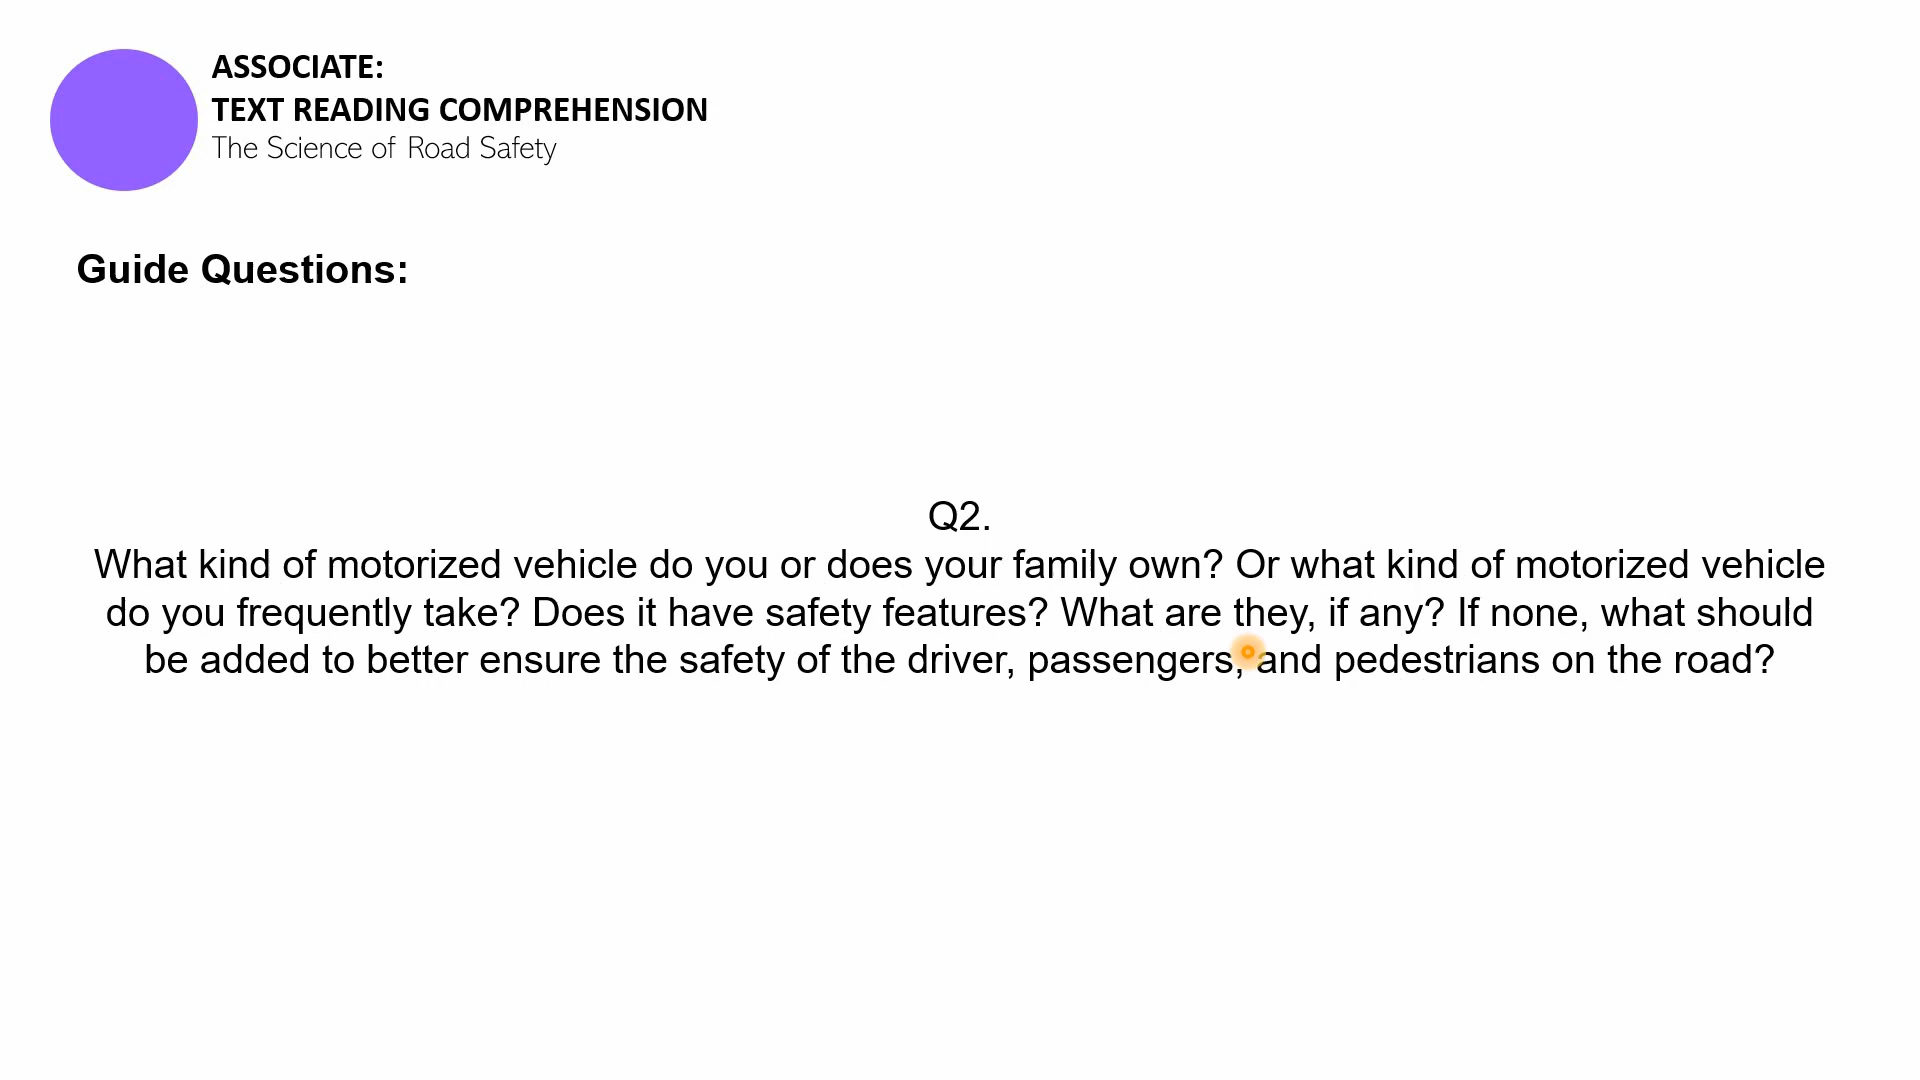 ASSOCIATE:
TEXT READING COMPREHENSION
The Science of Road Safety
Guide Questions:
Q2.
What kind of motorized vehicle do you or does your family own? Or what kind of motorized vehicle
do you frequently take? Does it have safety features? What are they, if any? If none, what should
be added to better ensure the safety of the driver, passengers, and pedestrians on the road?